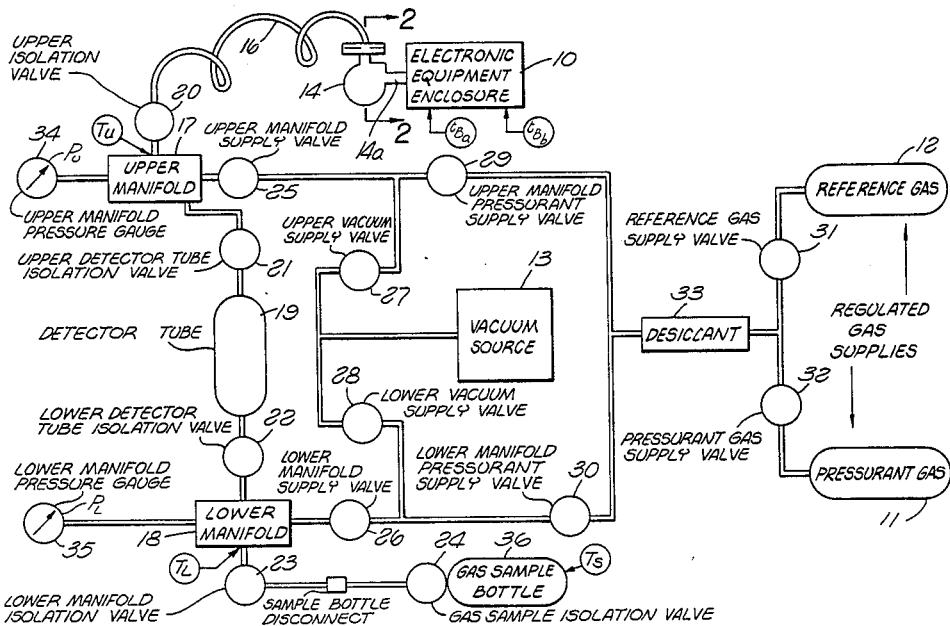 UPPER
ISOLATION
VALVE
16
20
2
14
14a
2
ELECTRONIC
EQUIPMENT
ENCLOSURE
10
tBa
tBb
34
PU
TU
17
UPPER
MANIFOLD
UPPER MANIFOLD
SUPPLY VALVE
25
29
UPPER MANIFOLD
PRESSURANT
SUPPLY VALVE
12
REFERENCE GAS
UPPER MANIFOLD
PRESSURE GAUGE
REFERENCE GAS
SUPPLY VALVE
31
UPPER VACUUM
SUPPLY VALVE
27
UPPER DETECTOR TUBE
ISOLATION VALVE
21
13
VACUUM
SOURCE
19
DETECTOR TUBE
33
DESICCANT
REGULATED
GAS
SUPPLIES
28
LOWER VACUUM
SUPPLY VALVE
LOWER DETECTOR
TUBE ISOLATION VALVE
22
32
PRESSURANT GAS
SUPPLY VALVE
PRESSURANT GAS
11
LOWER MANIFOLD
PRESSURE GAUGE
PL
35
LOWER
MANIFOLD
SUPPLY VALVE
26
LOWER MANIFOLD
PRESSURANT
SUPPLY VALVE
30
18
LOWER
MANIFOLD
TL
23
24
36
GAS SAMPLE
BOTTLE
TS
LOWER MANIFOLD
ISOLATION VALVE
SAMPLE BOTTLE
DISCONNECT
GAS SAMPLE ISOLATION VALVE